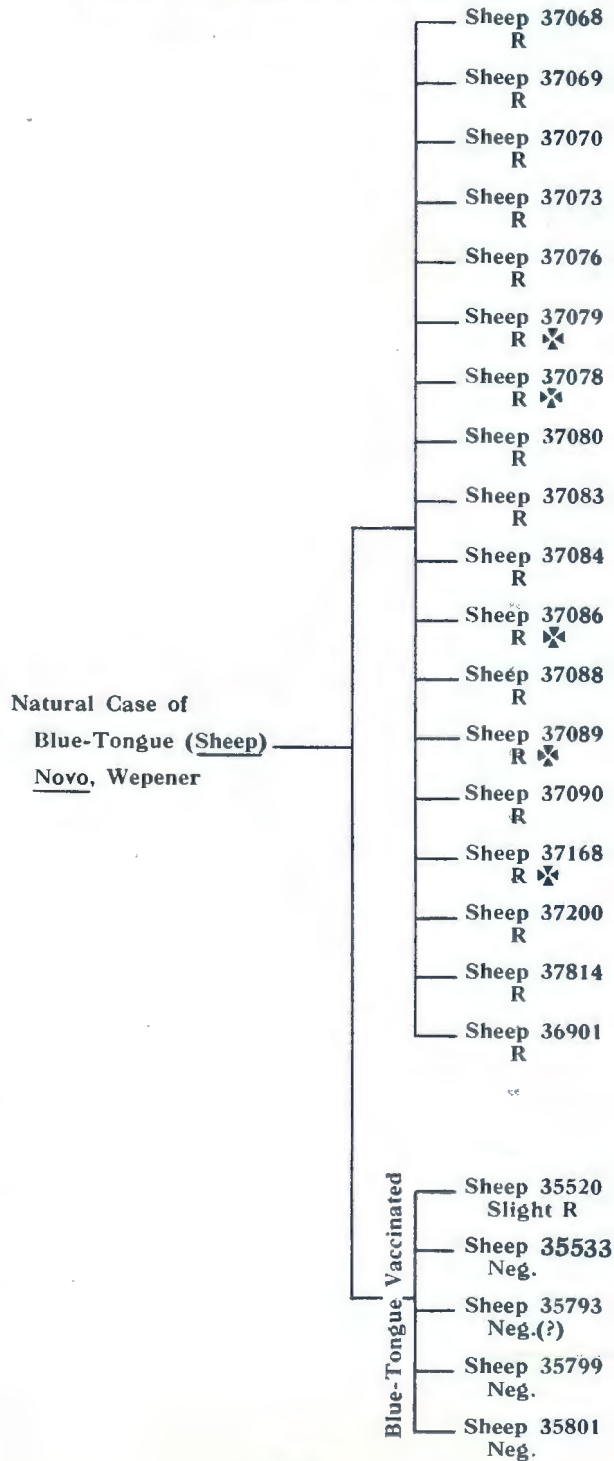 Sheep 37068
R
Sheep 37069
R
Sheep 37070
R
Sheep 37073
R
Sheep 37076
R
Sheep 37079
R ✠
Sheep 37078
R ✠
Sheep 37080
R
Sheep 37083
R
Sheep 37084
R
Sheep 37086
R ✠
Sheep 37088
R
Sheep 37089
R ✠
Sheep 37090
R
Sheep 37168
R ✠
Sheep 37200
R
Sheep 37814
R
Sheep 36901
R
Natural Case of
Blue-Tongue (Sheep)
Novo, Wepener
Blue-Tongue Vaccinated
Sheep 35520
Slight R
Sheep 35533
Neg.
Sheep 35793
Neg.(?)
Sheep 35799
Neg.
Sheep 35801
Neg.